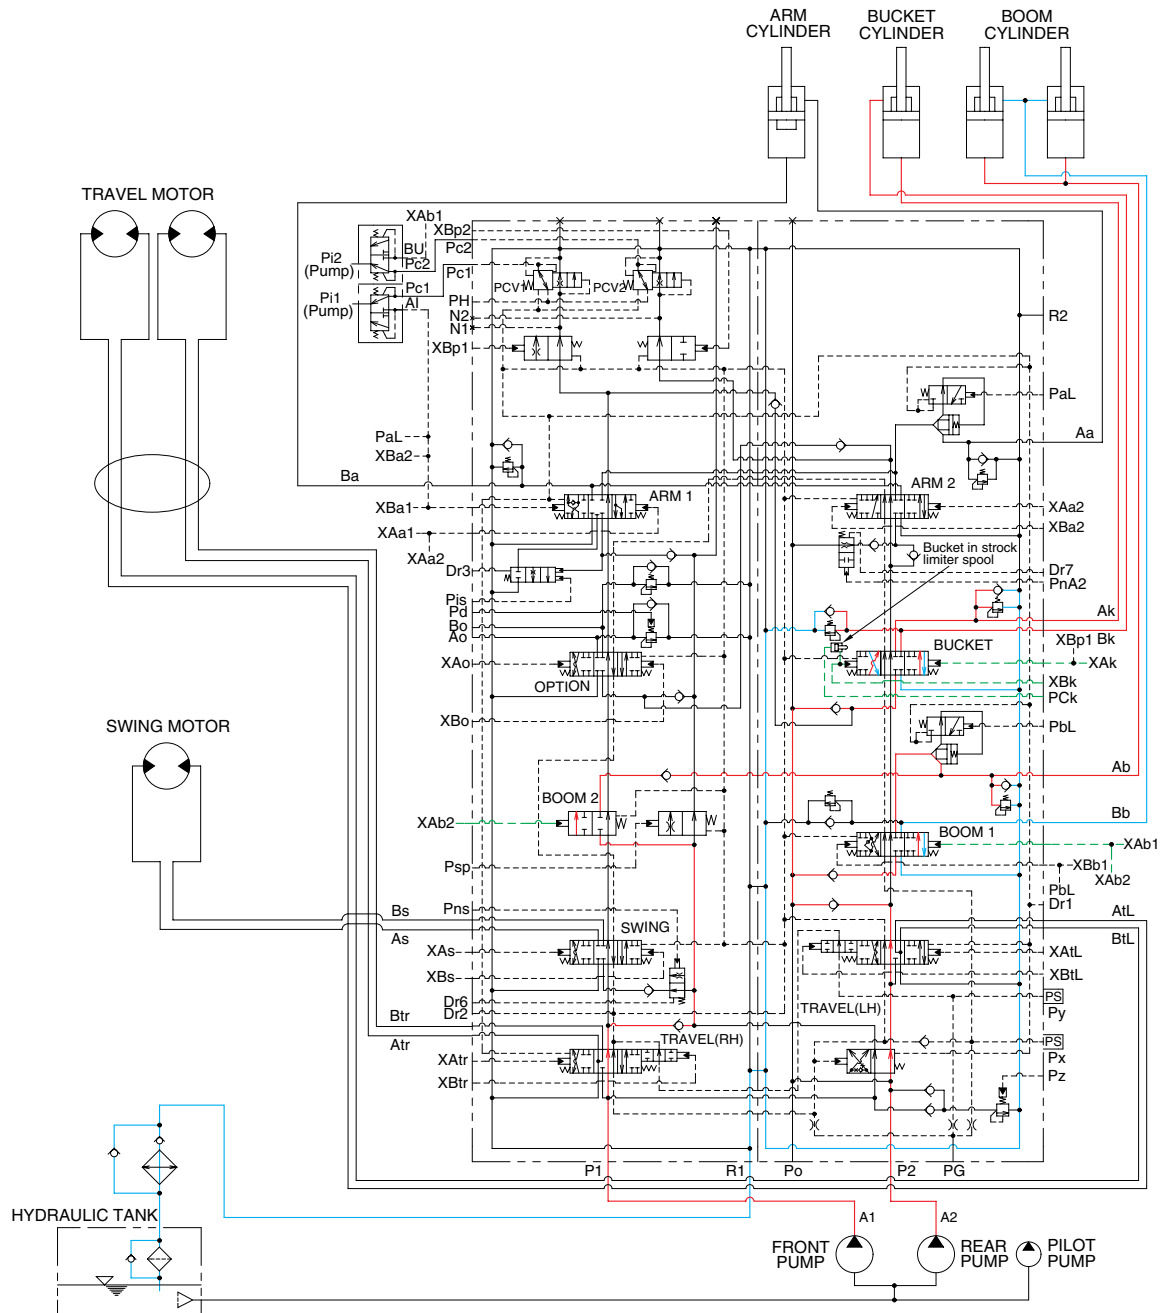 ARM
CYLINDER
BUCKET
CYLINDER
BOOM
CYLINDER
TRAVEL MOTOR
XAb1
XBp2
Pc2
BU
Pi2
(Pump)
Pc2
Pc1
Pc1
Pi1
(Pump)
AI
PCV1
PCV2
PH
N2
N1
XBp1
R2
PaL
Aa
PaL
XBa2
Ba
XBa1
ARM 1
ARM 2
XAa1
XAa2
XAa2
XBa2
Bucket in strock
limiter spool
Dr3
Dr7
PnA2
Pis
Pd
Bo
Ao
Ak
XBp1
Bk
BUCKET
XAo
XAk
OPTION
XBk
PCk
XBo
SWING MOTOR
PbL
Ab
BOOM 2
Bb
XAb2
BOOM 1
XAb1
XBb1
XAb2
Psp
PbL
Dr1
Pns
Bs
AtL
SWING
As
BtL
XAs
XAtL
XBs
XBtL
Dr6
Dr2
PS
TRAVEL(LH)
Py
Btr
TRAVEL(RH)
PS
Atr
XAtr
Px
XBtr
Pz
P1
R1
Po
P2
PG
HYDRAULIC TANK
A1
A2
FRONT
PUMP
REAR
PUMP
PILOT
PUMP